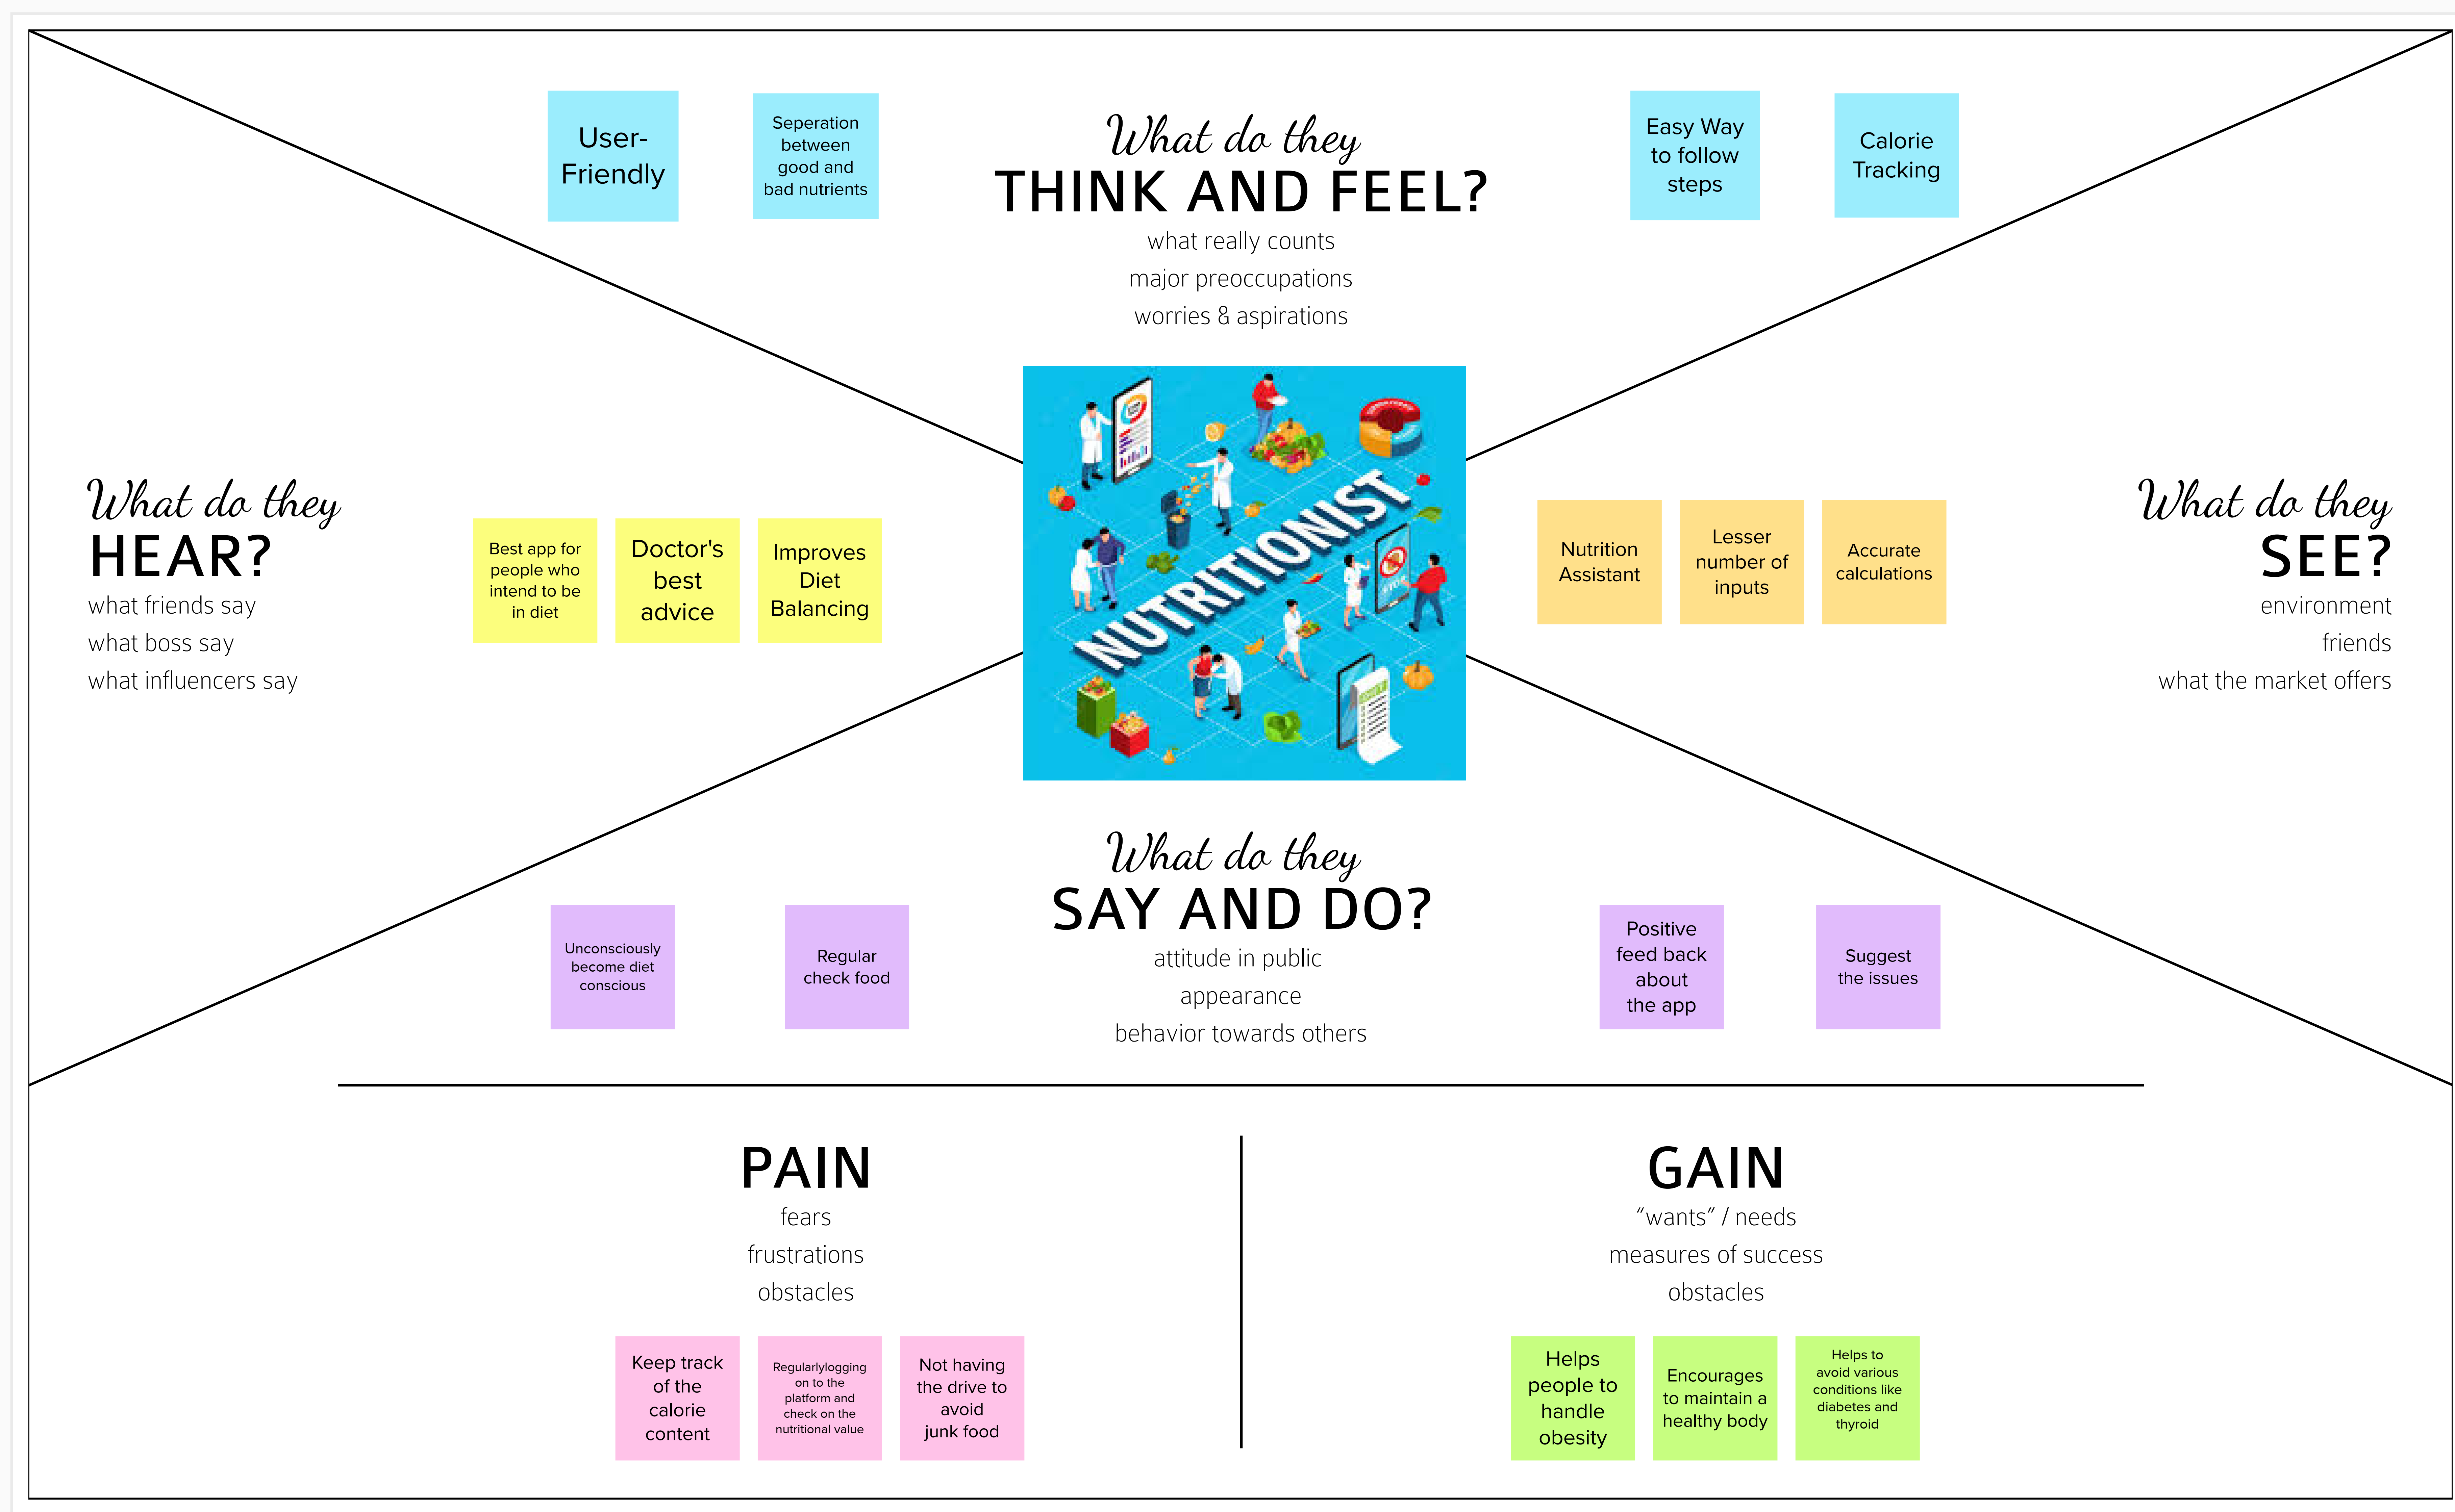 User-
Friendly
Seperation
between
good and
bad nutrients
What do they
THINK AND FEEL?
what really counts
major preoccupations
worries & aspirations
Easy Way
to follow
steps
Calorie
Tracking
What do they
HEAR?
what friends say
what boss say
what influencers say
Best app for
people who
intend to be
in diet
Doctor's
best
advice
Improves
Diet
Balancing
NUTRITIONIST
Nutrition
Assistant
Lesser
number of
inputs
Accurate
calculations
What do they
SEE?
environment
friends
what the market offers
Unconsciously
become diet
conscious
Regular
check food
What do they
SAY AND DO?
attitude in public
appearance
behavior towards others
Positive
feed back
about
the app
Suggest
the issues
PAIN
fears
frustrations
obstacles
Keep track
of the
calorie
content
Regularlylogging
on to the
platform and
check on the
nutritional value
Not having
the drive to
avoid
junk food
GAIN
“wants” / needs
measures of success
obstacles
Helps
people to
handle
obesity
Encourages
to maintain a
healthy body
Helps to
avoid various
conditions like
diabetes and
thyroid